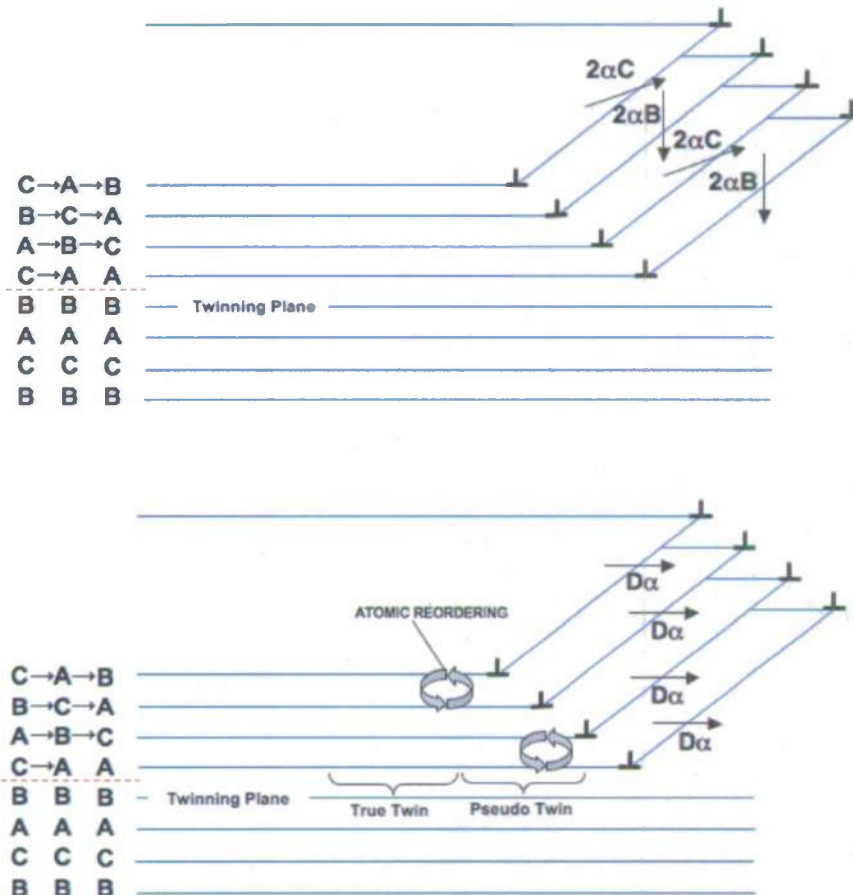 2αC
2αB
2αC
2αB
C→A→B
B→C→A
A→B→C
C→A A
B B B Twinning Plane
A A A
C C C
B B B
Dα
ATOMIC REORDERING
Dα
C→A→B
Dα
B→C→A
A→B→C
Dα
C→A A
B B B Twinning Plane
True Twin Pseudo Twin
A A A
C C C
B B B